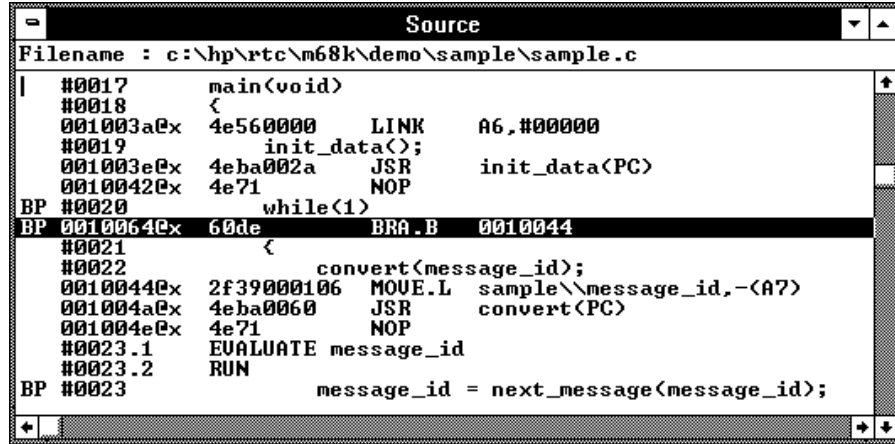 Source
Filename : c:\hp\rtc\m68k\demo\sample\sample.c
#0017 main(void)
#0018 {
001003a@x 4e560000 LINK A6,#00000
#0019 init_data();
001003e@x 4eba002a JSR init_data(PC)
0010042@x 4e71 NOP
BP #0020 while(1)
BP 0010064@x 60de BRA.B 0010044
#0021 {
#0022 convert(message_id);
0010044@x 2f39000106 MOVE.L sample\\message_id,-(A7)
001004a@x 4eba0060 JSR convert(PC)
001004e@x 4e71 NOP
#0023.1 EVALUATE message_id
#0023.2 RUN
BP #0023 message_id = next_message(message_id);